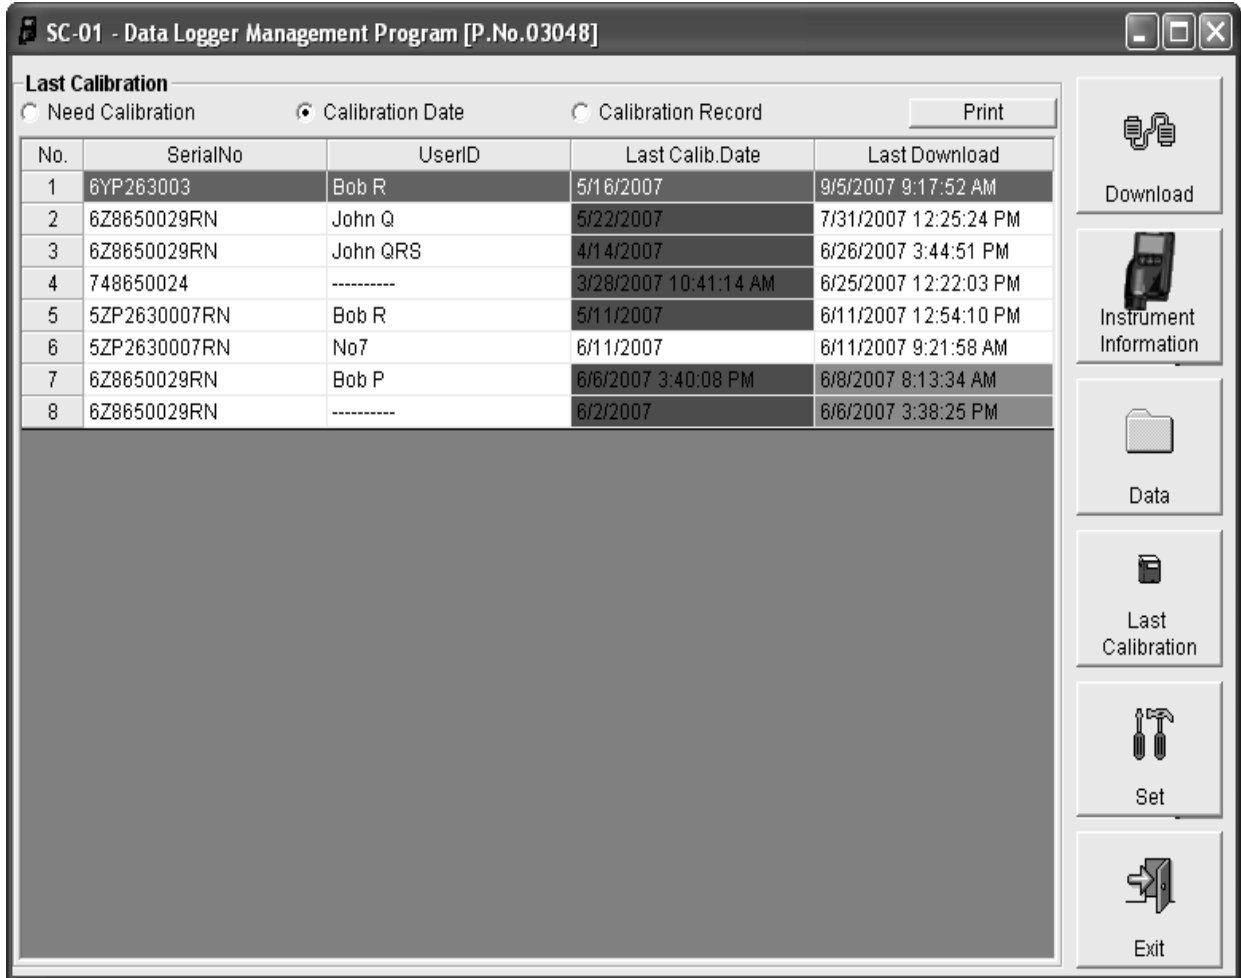 SC-01 - Data Logger Management Program [P.No.03048]
Last Calibration
Need Calibration Calibration Date Calibration Record Print
No. SerialNo UserID Last Calib.Date Last Download
1 6YP263003 Bob R 5/16/2007 9/5/2007 9:17:52 AM
2 6Z8650029RN John Q 5/22/2007 7/31/2007 12:25:24 PM
3 6Z8650029RN John QRS 4/14/2007 6/26/2007 3:44:51 PM
4 748650024 ---------- 3/28/2007 10:41:14 AM 6/25/2007 12:22:03 PM
5 5ZP2630007RN Bob R 5/11/2007 6/11/2007 12:54:10 PM
6 5ZP2630007RN No7 6/11/2007 6/11/2007 9:21:58 AM
7 6Z8650029RN Bob P 6/6/2007 3:40:08 PM 6/8/2007 8:13:34 AM
8 6Z8650029RN ---------- 6/2/2007 6/6/2007 3:38:25 PM
Download
Instrument
Information
Data
Last
Calibration
Set
Exit